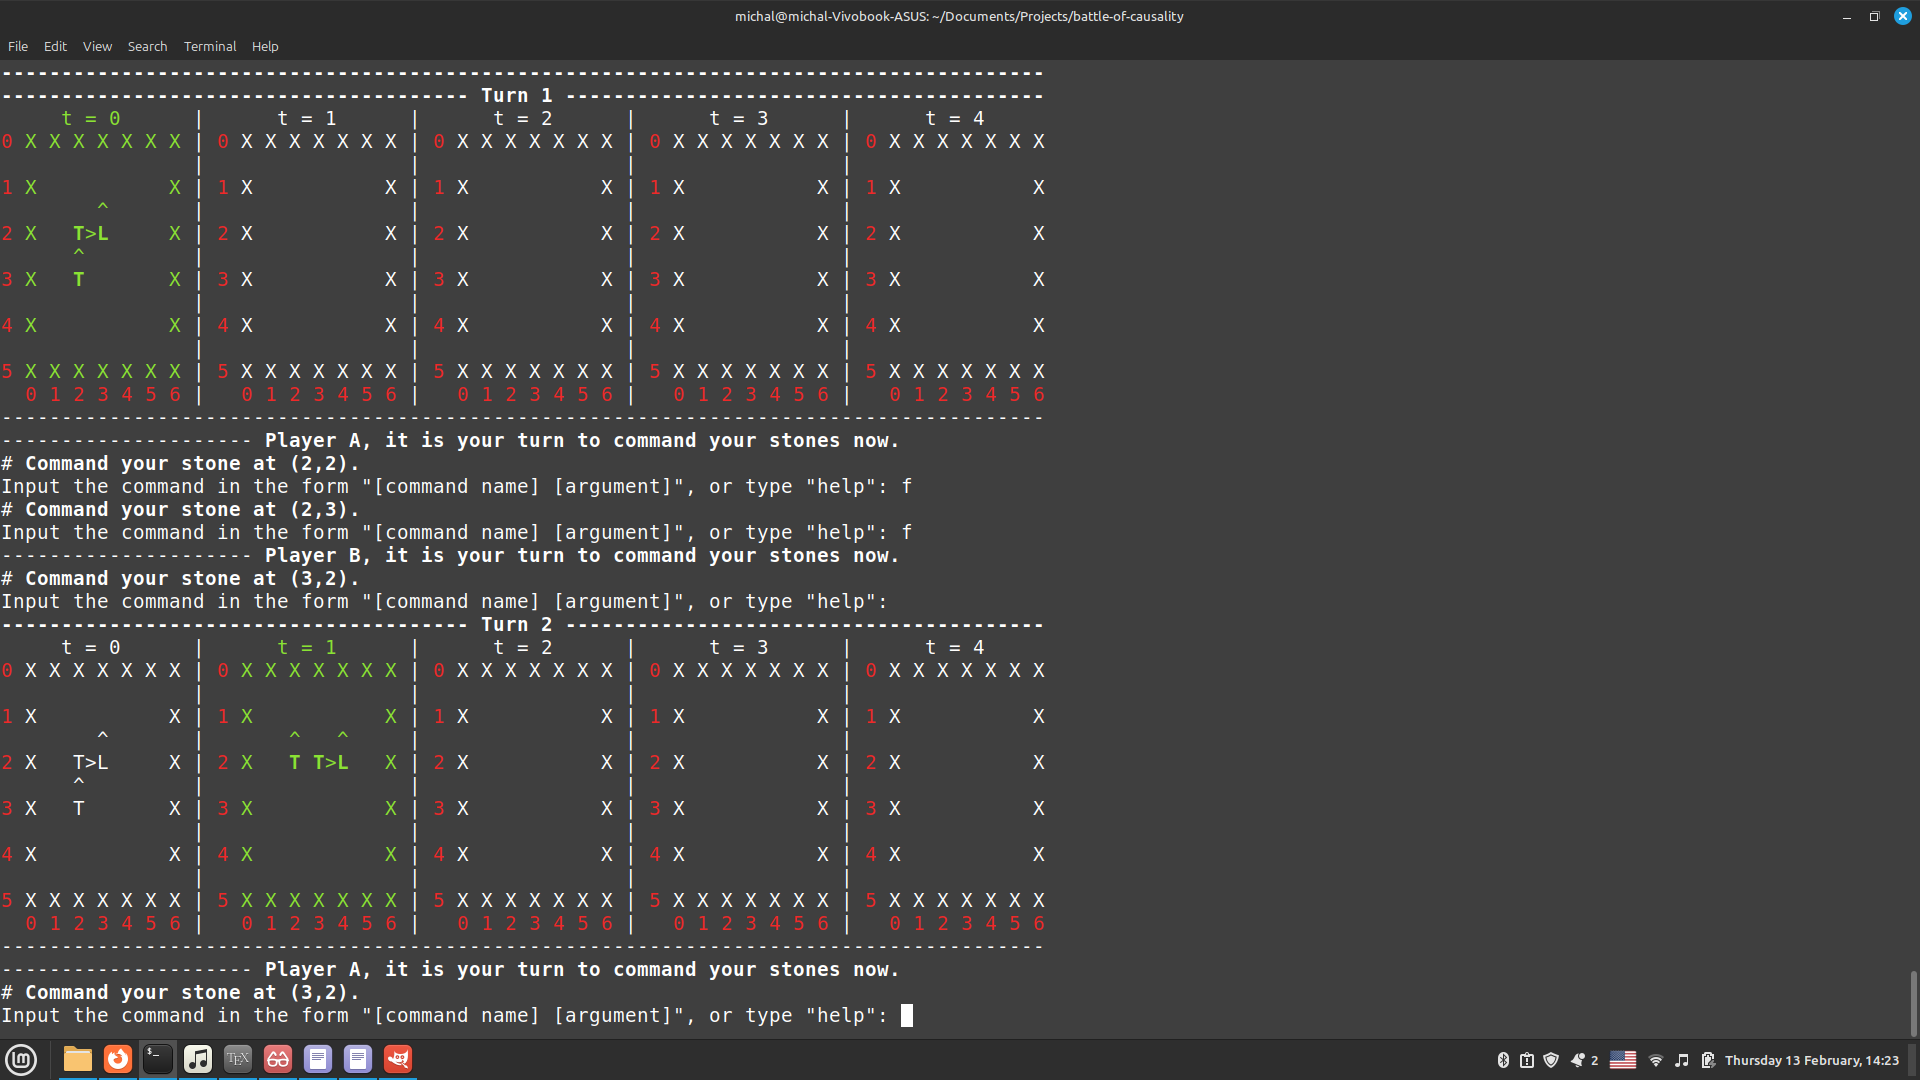 michal@michal-Vivobook-ASUS: ~/Documents/Projects/battle-of-causality
File Edit View Search Terminal Help
---------------------------------------------------------------------------------------
--------------------------------------- Turn 1 ----------------------------------------
     t = 0      |      t = 1      |      t = 2      |      t = 3      |      t = 4
0 X X X X X X X | 0 X X X X X X X | 0 X X X X X X X | 0 X X X X X X X | 0 X X X X X X X
                |                 |                 |                 |
1 X           X | 1 X           X | 1 X           X | 1 X           X | 1 X           X
        ^       |                 |                 |                 |
2 X   T>L     X | 2 X           X | 2 X           X | 2 X           X | 2 X           X
      ^         |                 |                 |                 |
3 X   T       X | 3 X           X | 3 X           X | 3 X           X | 3 X           X
                |                 |                 |                 |
4 X           X | 4 X           X | 4 X           X | 4 X           X | 4 X           X
                |                 |                 |                 |
5 X X X X X X X | 5 X X X X X X X | 5 X X X X X X X | 5 X X X X X X X | 5 X X X X X X X
  0 1 2 3 4 5 6 |   0 1 2 3 4 5 6 |   0 1 2 3 4 5 6 |   0 1 2 3 4 5 6 |   0 1 2 3 4 5 6
---------------------------------------------------------------------------------------
--------------------- Player A, it is your turn to command your stones now.
# Command your stone at (2,2).
Input the command in the form "[command name] [argument]", or type "help": f
# Command your stone at (2,3).
Input the command in the form "[command name] [argument]", or type "help": f
--------------------- Player B, it is your turn to command your stones now.
# Command your stone at (3,2).
Input the command in the form "[command name] [argument]", or type "help":
--------------------------------------- Turn 2 ----------------------------------------
     t = 0      |      t = 1      |      t = 2      |      t = 3      |      t = 4
0 X X X X X X X | 0 X X X X X X X | 0 X X X X X X X | 0 X X X X X X X | 0 X X X X X X X
                |                 |                 |                 |
1 X           X | 1 X           X | 1 X           X | 1 X           X | 1 X           X
        ^       |       ^   ^     |                 |                 |
2 X   T>L     X | 2 X   T T>L   X | 2 X           X | 2 X           X | 2 X           X
      ^         |                 |                 |                 |
3 X   T       X | 3 X           X | 3 X           X | 3 X           X | 3 X           X
                |                 |                 |                 |
4 X           X | 4 X           X | 4 X           X | 4 X           X | 4 X           X
                |                 |                 |                 |
5 X X X X X X X | 5 X X X X X X X | 5 X X X X X X X | 5 X X X X X X X | 5 X X X X X X X
  0 1 2 3 4 5 6 |   0 1 2 3 4 5 6 |   0 1 2 3 4 5 6 |   0 1 2 3 4 5 6 |   0 1 2 3 4 5 6
---------------------------------------------------------------------------------------
--------------------- Player A, it is your turn to command your stones now.
# Command your stone at (3,2).
Input the command in the form "[command name] [argument]", or type "help":
lm $_ TEX 2 Thursday 13 February, 14:23